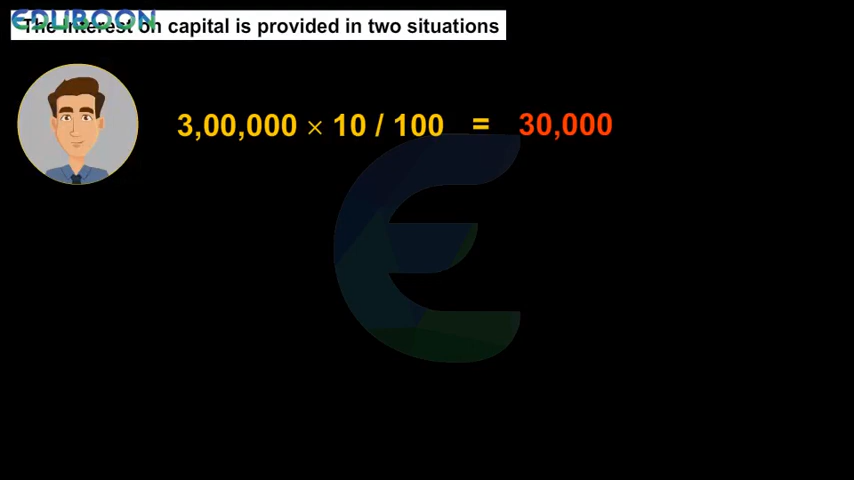 EDUBOON
The interest on capital is provided in two situations
3,00,000 × 10 / 100 = 30,000